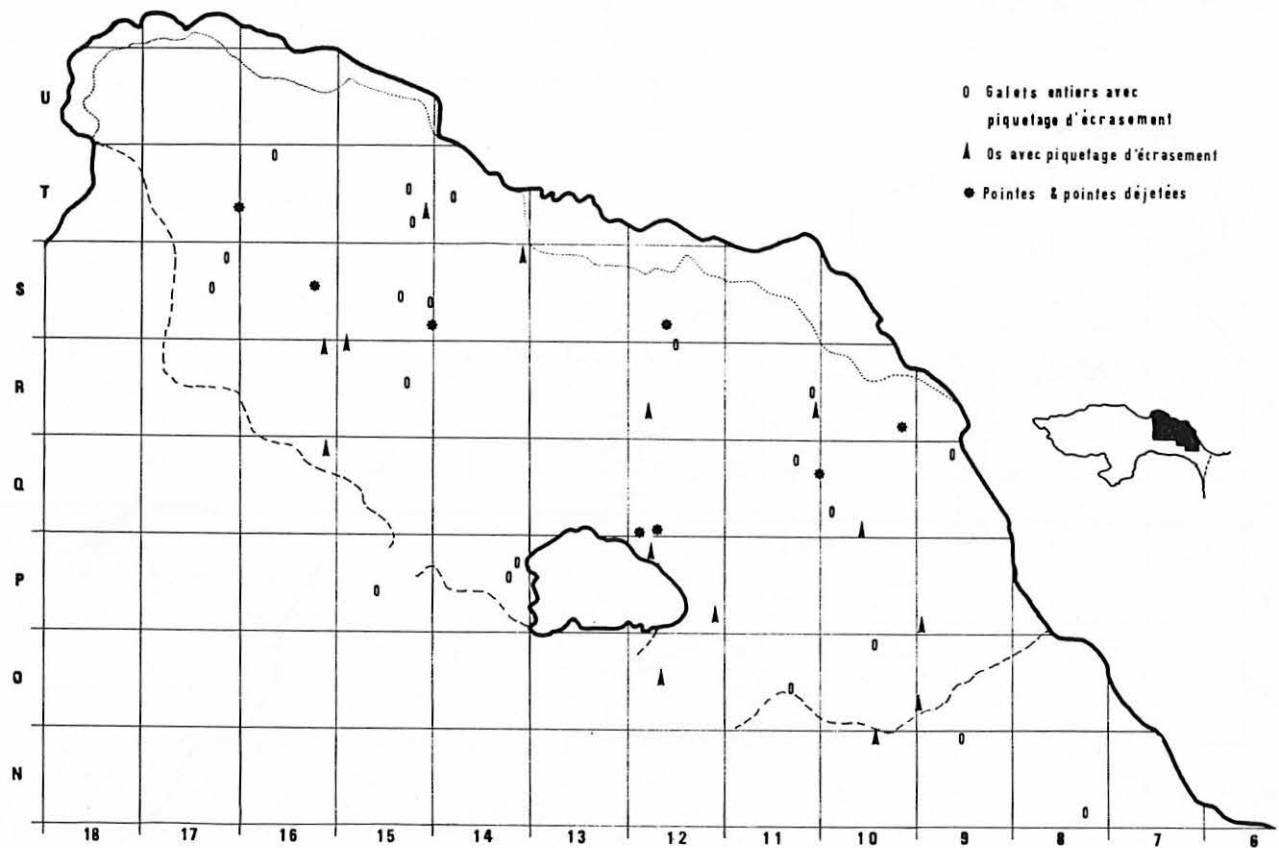 0 Galets entiers avec
piquetage d'écrasement
Os avec piquetage d'écrasement
Pointes & pointes déjetées
U
T
S
R
Q
P
O
N
18 17 16 15 14 13 12 11 10 9 8 7 6